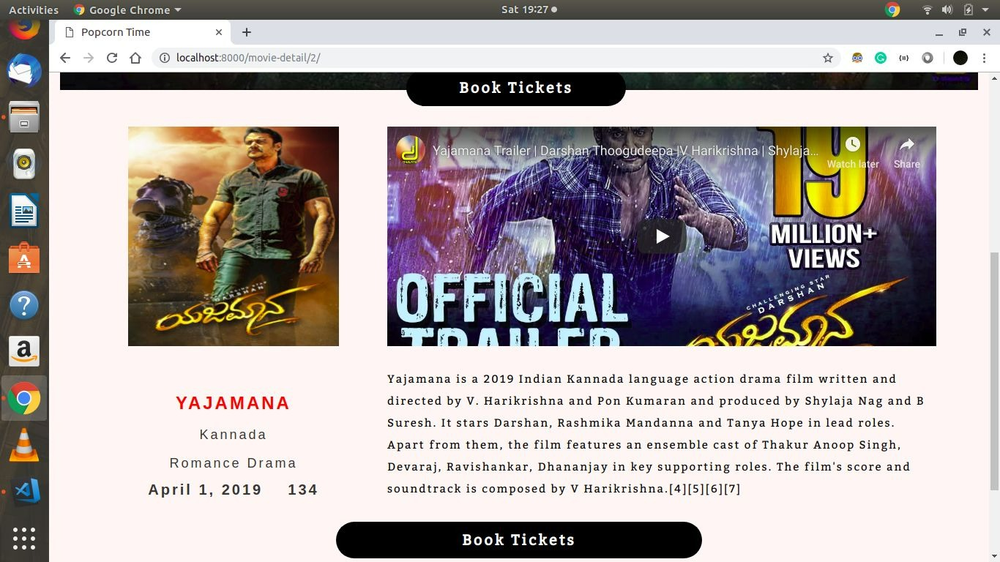 Activities
Google Chrome
Sat 19:27
Popcorn Time
localhost:8000/movie-detail/2/
Book Tickets
DARSHAN
ಯಜಮಾನ
Yajamana Trailer | Darshan Thoogudeepa |V Harikrishna | Shylaja...
Watch later
Share
19
MILLION+
VIEWS
OFFICIAL
TRAILER
CHALLENGING STAR
DARSHAN
ಯಜಮಾನ
YAJAMANA
Kannada
Romance Drama
April 1, 2019 134
Yajamana is a 2019 Indian Kannada language action drama film written and
directed by V. Harikrishna and Pon Kumaran and produced by Shylaja Nag and B
Suresh. It stars Darshan, Rashmika Mandanna and Tanya Hope in lead roles.
Apart from them, the film features an ensemble cast of Thakur Anoop Singh,
Devaraj, Ravishankar, Dhananjay in key supporting roles. The film's score and
soundtrack is composed by V Harikrishna.[4][5][6][7]
Book Tickets